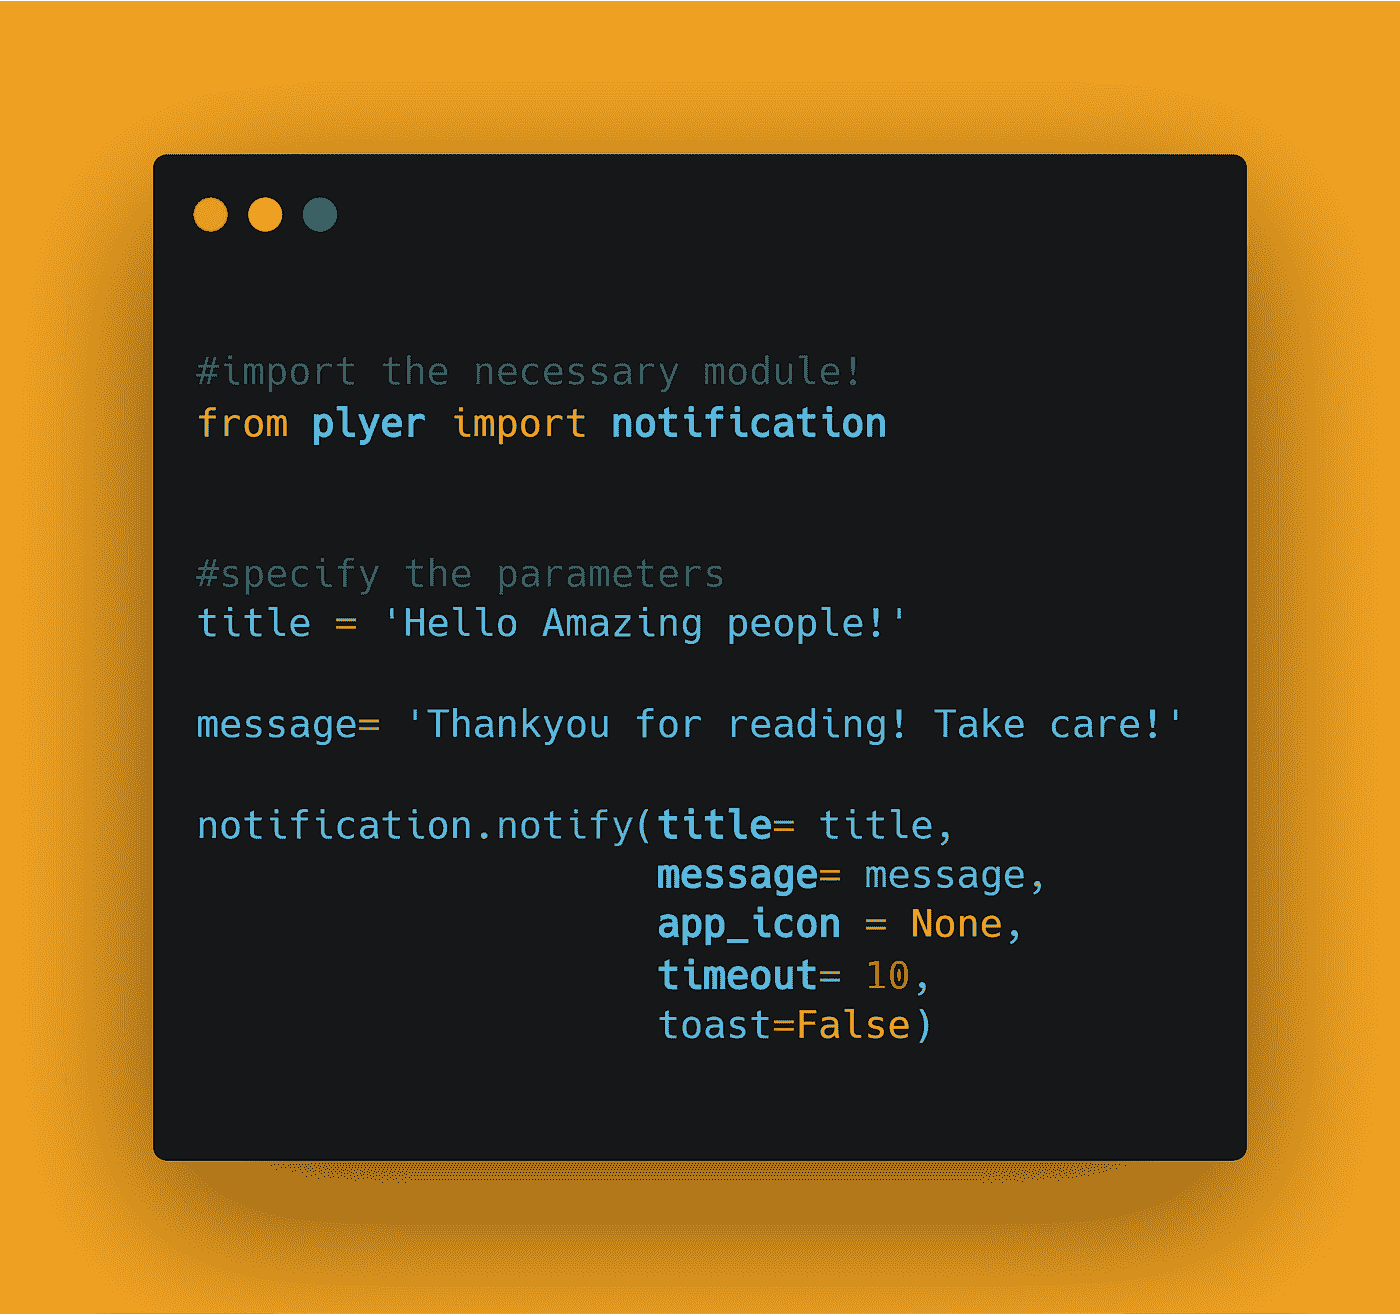 #import the necessary module!
from plyer import notification
#specify the parameters
title = 'Hello Amazing people!'
message= 'Thankyou for reading! Take care!'
notification.notify(title= title,
message= message,
app_icon = None,
timeout= 10,
toast=False)